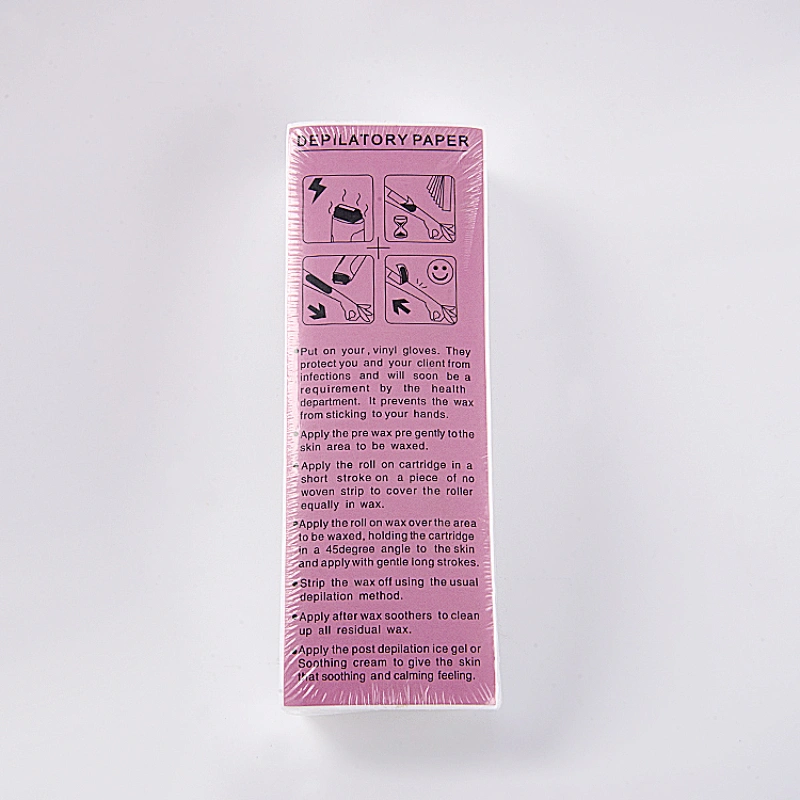 DEPILATORY PAPER
•Put on your, vinyl gloves. They
protect you and your client from
infections and will soon be a
requirement by the health
department. It prevents the wax
from sticking to your hands.
•Apply the pre wax pre gently to the
skin area to be waxed.
•Apply the roll on cartridge in a
short stroke on a piece of no
woven strip to cover the roller
equally in wax.
•Apply the roll on wax over the area
to be waxed, holding the cartridge
in a 45degree angle to the skin
and apply with gentle long strokes.
•Strip the wax off using the usual
depilation method.
•Apply after wax soothers to clean
up all residual wax.
•Apply the post depilation ice gel or
Soothing cream to give the skin
that soothing and calming feeling.